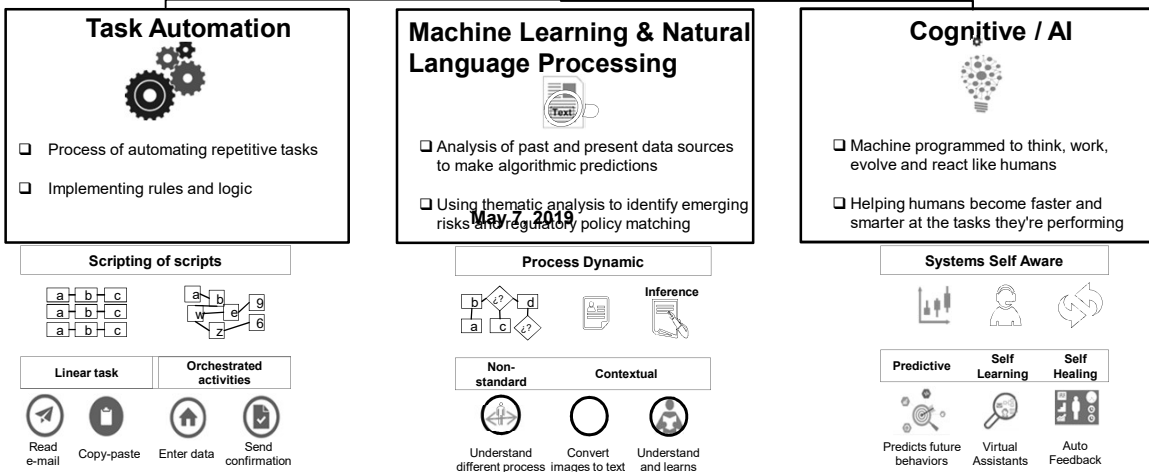 Task Automation
Process of automating repetitive tasks
Implementing rules and logic
Scripting of scripts
a b c
a b c
a b c
a b w e z 9 6
Linear task
Orchestrated
activities
Read
e-mail
Copy-paste
Enter data
Send
confirmation
Machine Learning & Natural
Language Processing
Text
Analysis of past and present data sources
to make algorithmic predictions
Using thematic analysis to identify emerging
risks and regulatory policy matching
May 7, 2019
Process Dynamic
b ¿? d
a c ¿?
Inference
Non-
standard
Contextual
Understand
different process
Convert
images to text
Understand
and learns
Cognitive / AI
Machine programmed to think, work,
evolve and react like humans
Helping humans become faster and
smarter at the tasks they're performing
Systems Self Aware
Predictive
Self
Learning
Self
Healing
Predicts future
behaviors
Virtual
Assistants
Auto
Feedback